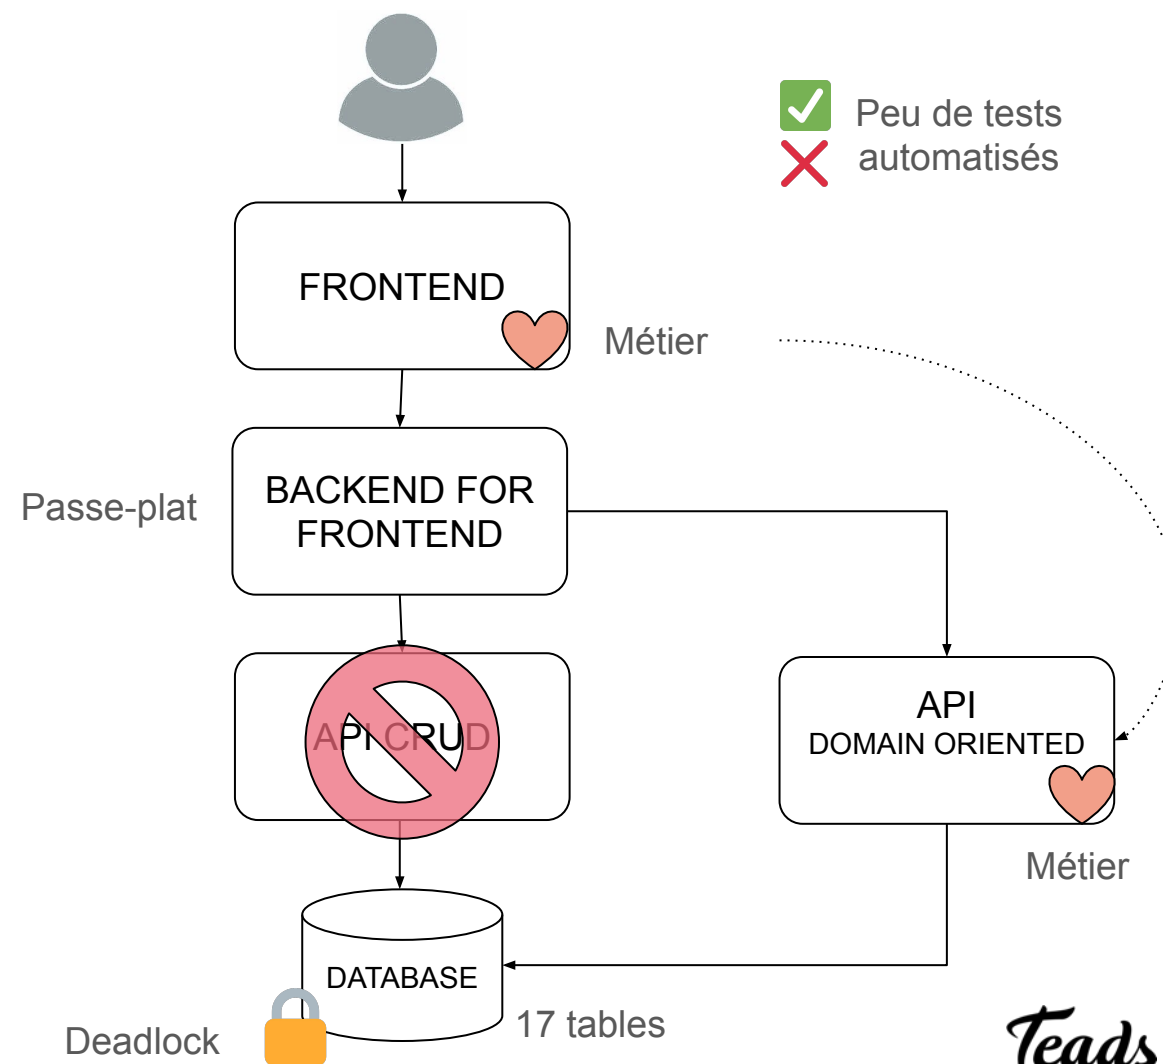 Peu de tests
automatisés
FRONTEND
Métier
Passe-plat
BACKEND FOR
FRONTEND
API CRUD
API
DOMAIN ORIENTED
Métier
DATABASE
17 tables
Deadlock
Teads